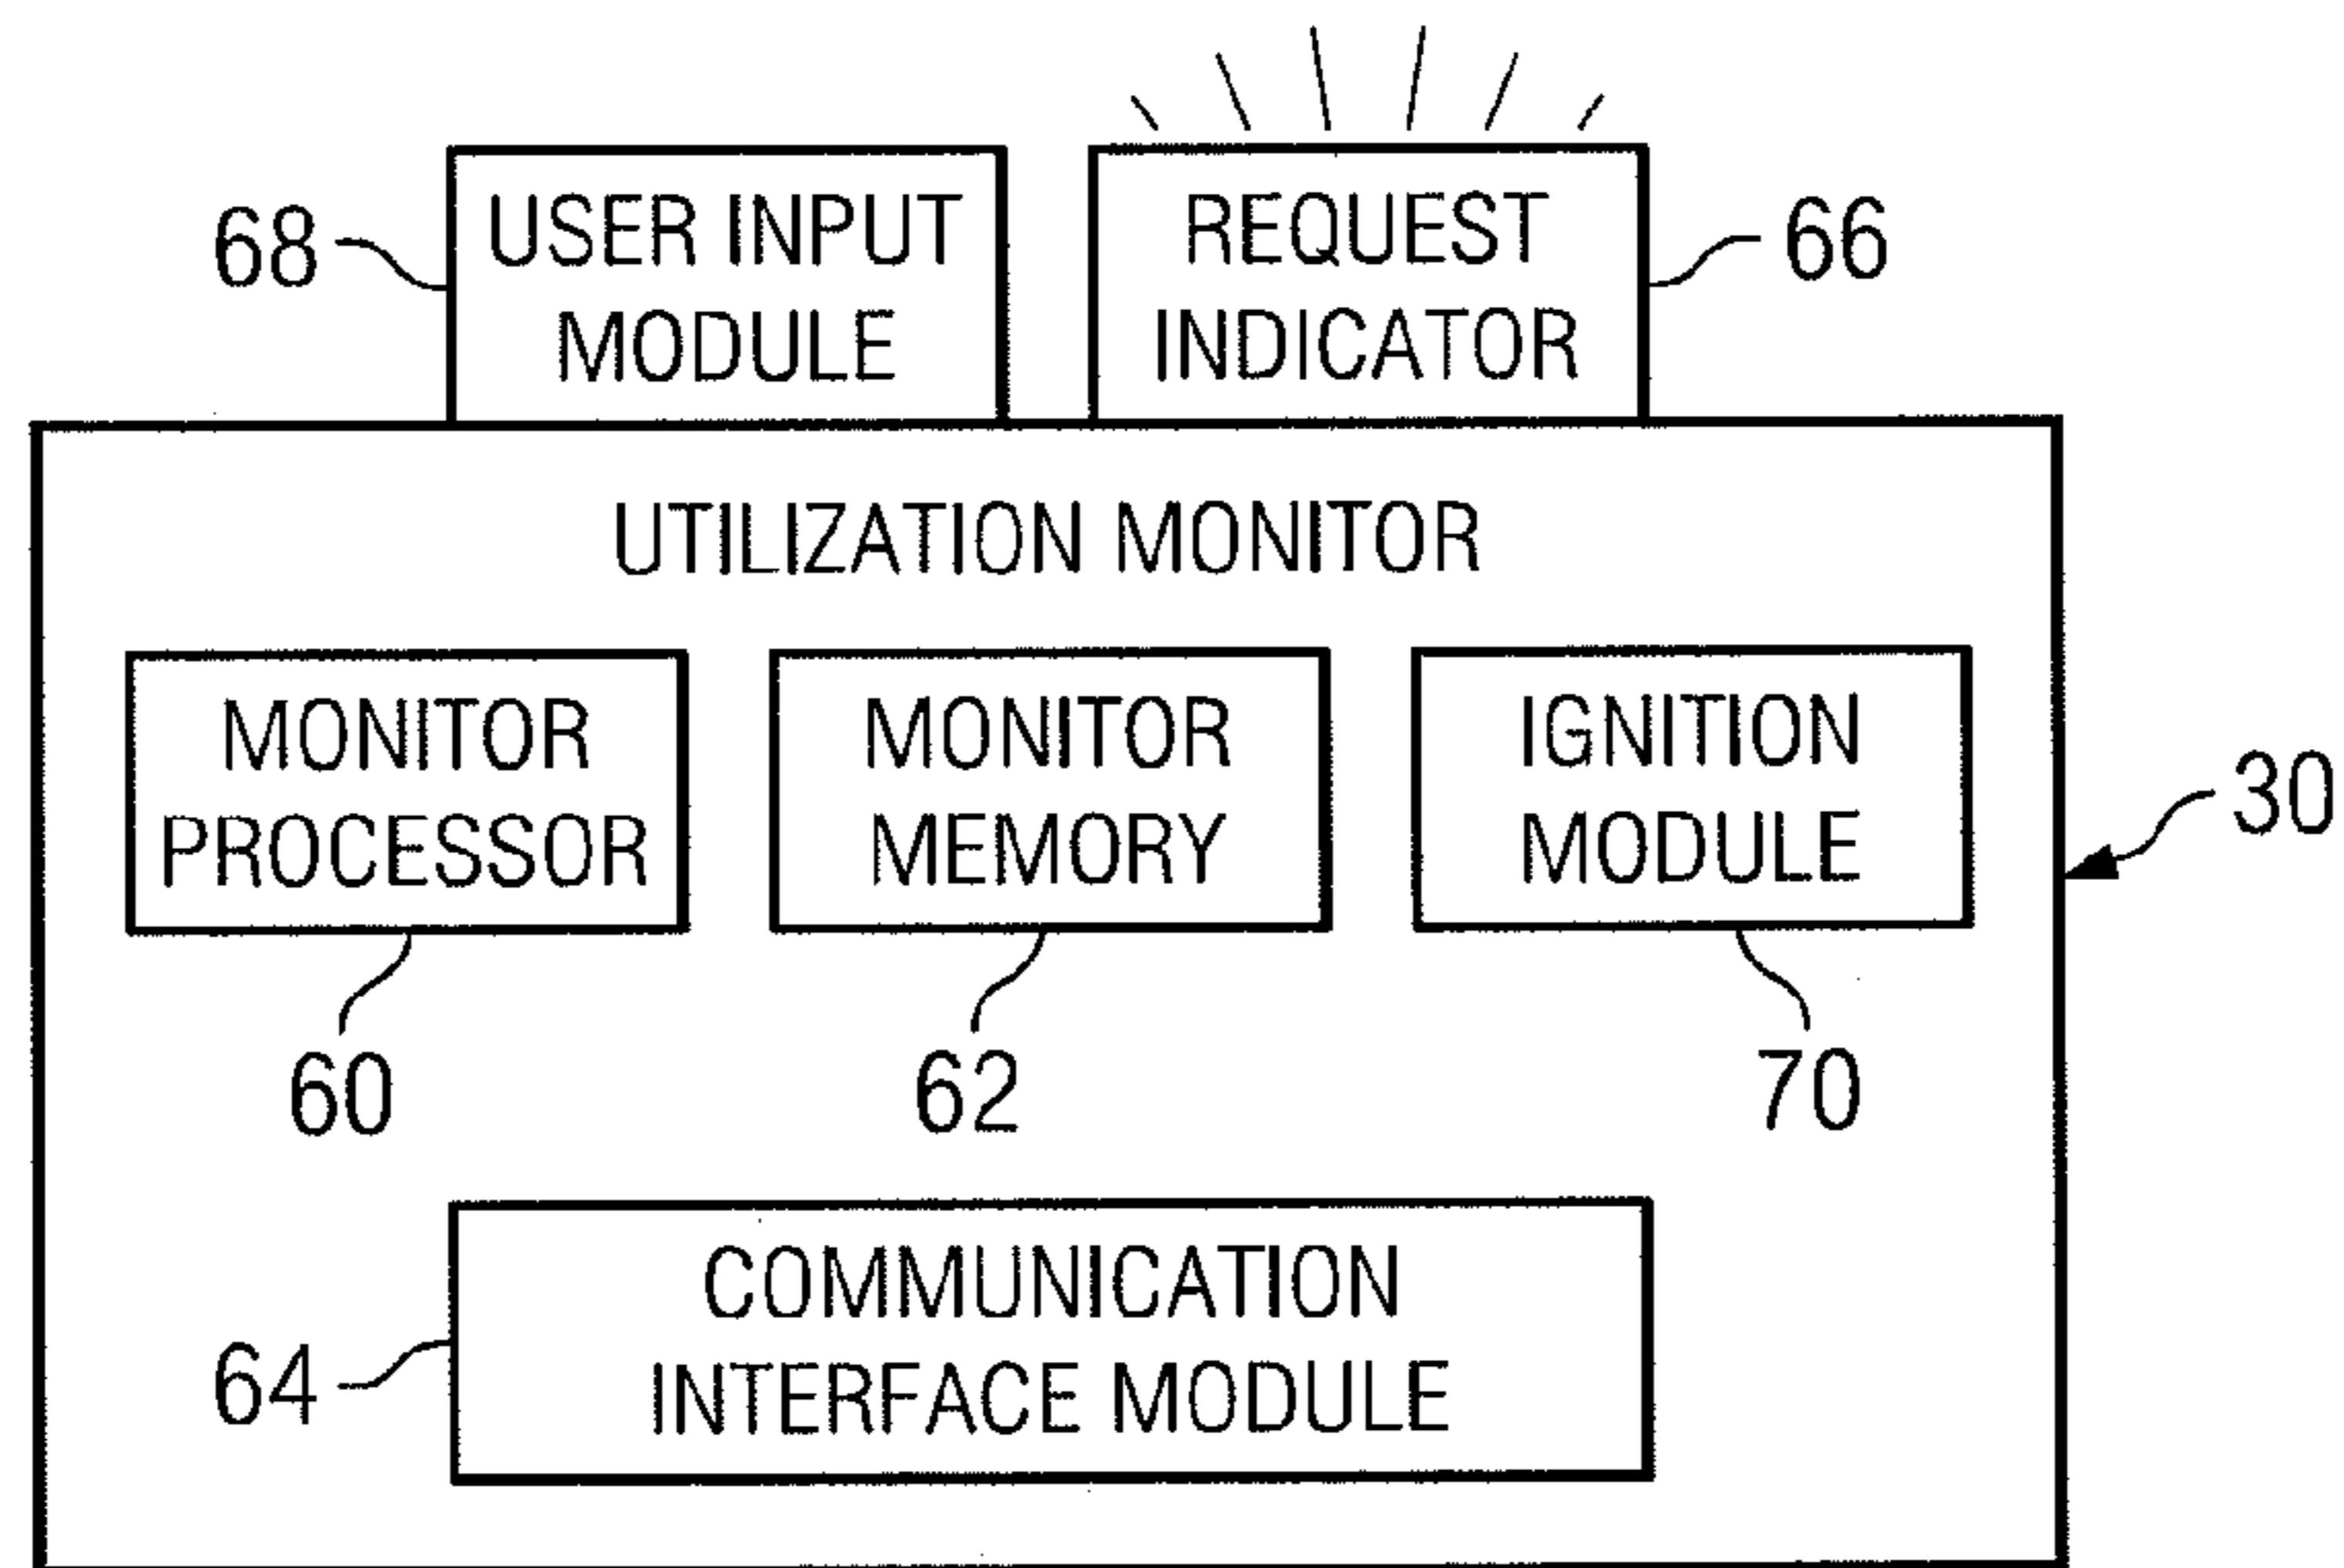 68
USER INPUT
MODULE
REQUEST
INDICATOR
66
UTILIZATION MONITOR
MONITOR
PROCESSOR
MONITOR
MEMORY
IGNITION
MODULE
30
60
62
70
64
COMMUNICATION
INTERFACE MODULE